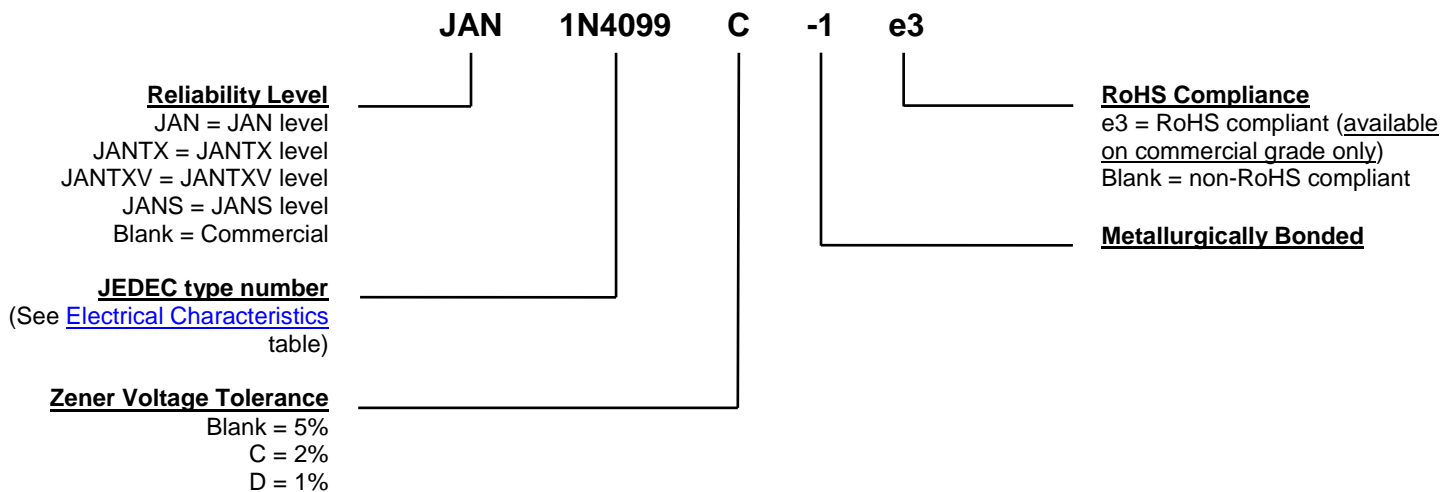 JAN 1N4099 C -1 e3
Reliability Level
JAN = JAN level
JANTX = JANTX level
JANTXV = JANTXV level
JANS = JANS level
Blank = Commercial
JEDEC type number
(See Electrical Characteristics
table)
Zener Voltage Tolerance
Blank = 5%
C = 2%
D = 1%
RoHS Compliance
e3 = RoHS compliant (available
on commercial grade only)
Blank = non-RoHS compliant
Metallurgically Bonded